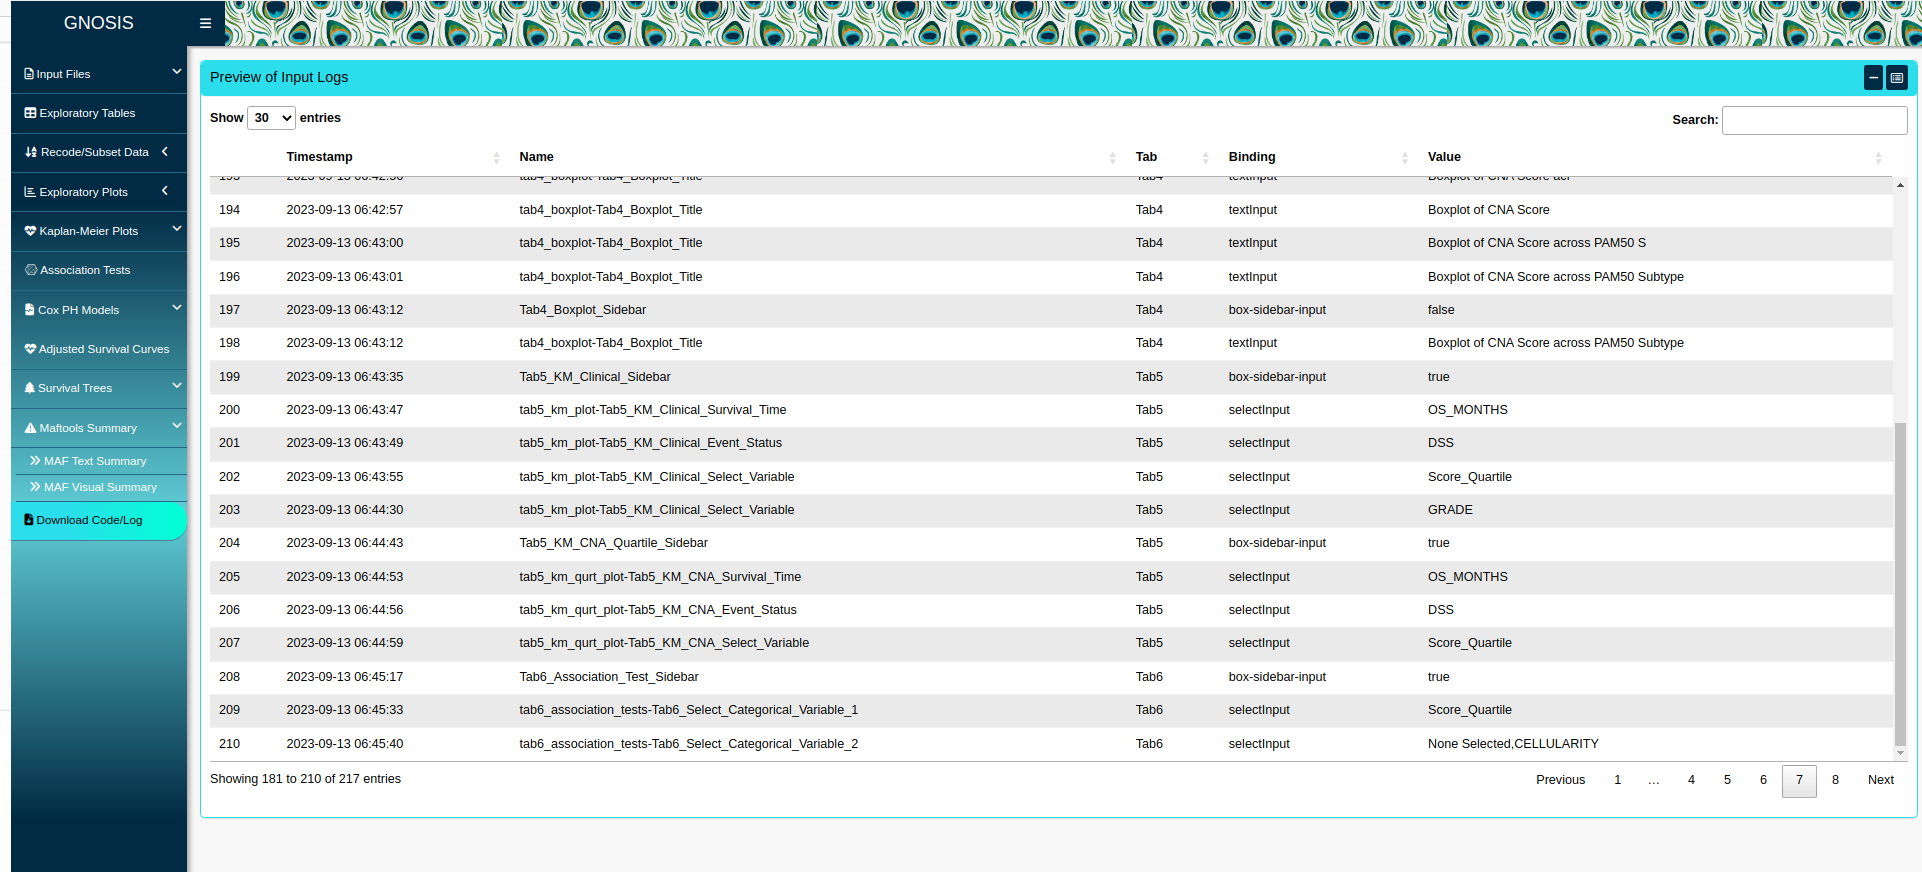 GNOSIS
Input Files
Exploratory Tables
Recode/Subset Data
Exploratory Plots
Kaplan-Meier Plots
Association Tests
Cox PH Models
Adjusted Survival Curves
Survival Trees
Maftools Summary
MAF Text Summary
MAF Visual Summary
Download Code/Log
Preview of Input Logs
Show 30 entries
Search:
Timestamp Name Tab Binding Value
194 2023-09-13 06:42:57 tab4_boxplot-Tab4_Boxplot_Title Tab4 textInput Boxplot of CNA Score
195 2023-09-13 06:43:00 tab4_boxplot-Tab4_Boxplot_Title Tab4 textInput Boxplot of CNA Score across PAM50 S
196 2023-09-13 06:43:01 tab4_boxplot-Tab4_Boxplot_Title Tab4 textInput Boxplot of CNA Score across PAM50 Subtype
197 2023-09-13 06:43:12 Tab4_Boxplot_Sidebar Tab4 box-sidebar-input false
198 2023-09-13 06:43:12 tab4_boxplot-Tab4_Boxplot_Title Tab4 textInput Boxplot of CNA Score across PAM50 Subtype
199 2023-09-13 06:43:35 Tab5_KM_Clinical_Sidebar Tab5 box-sidebar-input true
200 2023-09-13 06:43:47 tab5_km_plot-Tab5_KM_Clinical_Survival_Time Tab5 selectInput OS_MONTHS
201 2023-09-13 06:43:49 tab5_km_plot-Tab5_KM_Clinical_Event_Status Tab5 selectInput DSS
202 2023-09-13 06:43:55 tab5_km_plot-Tab5_KM_Clinical_Select_Variable Tab5 selectInput Score_Quartile
203 2023-09-13 06:44:30 tab5_km_plot-Tab5_KM_Clinical_Select_Variable Tab5 selectInput GRADE
204 2023-09-13 06:44:43 Tab5_KM_CNA_Quartile_Sidebar Tab5 box-sidebar-input true
205 2023-09-13 06:44:53 tab5_km_qurt_plot-Tab5_KM_CNA_Survival_Time Tab5 selectInput OS_MONTHS
206 2023-09-13 06:44:56 tab5_km_qurt_plot-Tab5_KM_CNA_Event_Status Tab5 selectInput DSS
207 2023-09-13 06:44:59 tab5_km_qurt_plot-Tab5_KM_CNA_Select_Variable Tab5 selectInput Score_Quartile
208 2023-09-13 06:45:17 Tab6_Association_Test_Sidebar Tab6 box-sidebar-input true
209 2023-09-13 06:45:33 tab6_association_tests-Tab6_Select_Categorical_Variable_1 Tab6 selectInput Score_Quartile
210 2023-09-13 06:45:40 tab6_association_tests-Tab6_Select_Categorical_Variable_2 Tab6 selectInput None Selected,CELLULARITY
Showing 181 to 210 of 217 entries
Previous 1 … 4 5 6 7 8 Next